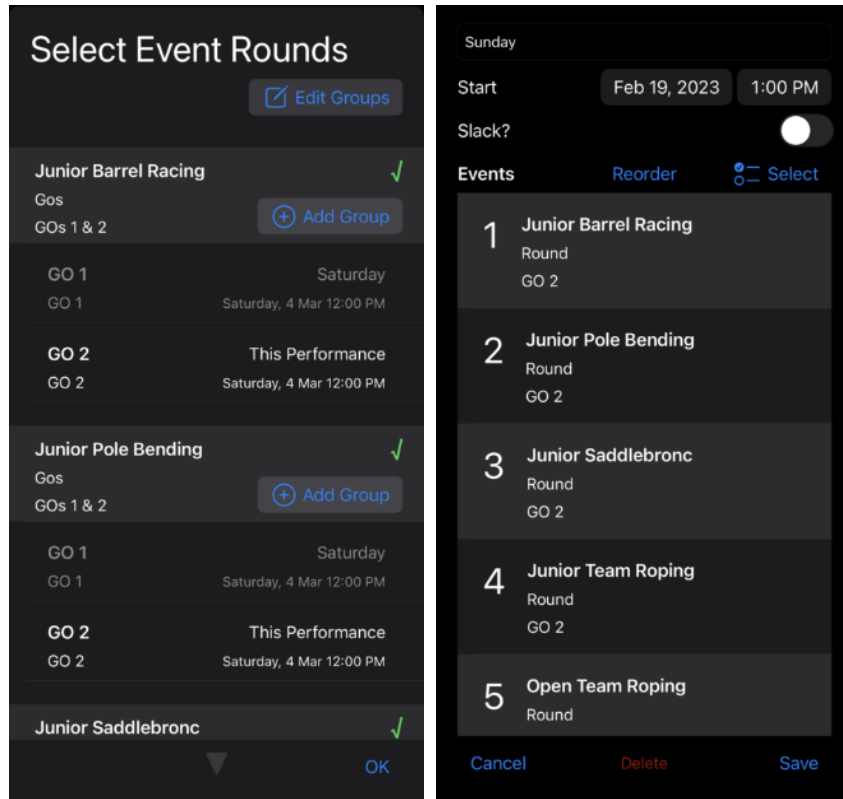 Select Event Rounds
Edit Groups
Junior Barrel Racing √
Gos
GOs 1 & 2
Add Group
GO 1 Saturday
GO 1 Saturday, 4 Mar 12:00 PM
GO 2 This Performance
GO 2 Saturday, 4 Mar 12:00 PM
Junior Pole Bending √
Gos
GOs 1 & 2
Add Group
GO 1 Saturday
GO 1 Saturday, 4 Mar 12:00 PM
GO 2 This Performance
GO 2 Saturday, 4 Mar 12:00 PM
Junior Saddlebronc √
OK
Sunday
Start Feb 19, 2023 1:00 PM
Slack?
Events Reorder Select
1 Junior Barrel Racing
Round
GO 2
2 Junior Pole Bending
Round
GO 2
3 Junior Saddlebronc
Round
GO 2
4 Junior Team Roping
Round
GO 2
5 Open Team Roping
Round
Cancel Delete Save